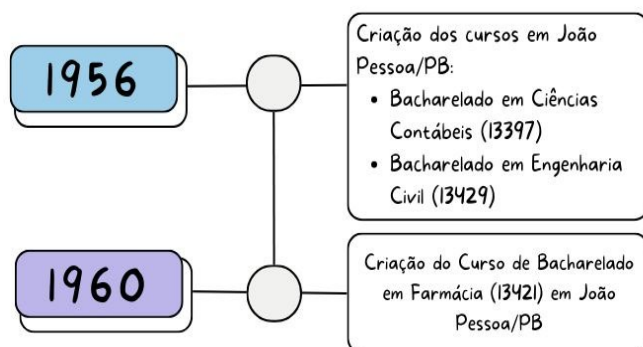 1956
Criação dos cursos em João
Pessoa/PB:
• Bacharelado em Ciências
Contábeis (13397)
• Bacharelado em Engenharia
Civil (13429)
1960
Criação do Curso de Bacharelado
em Farmácia (13421) em João
Pessoa/PB